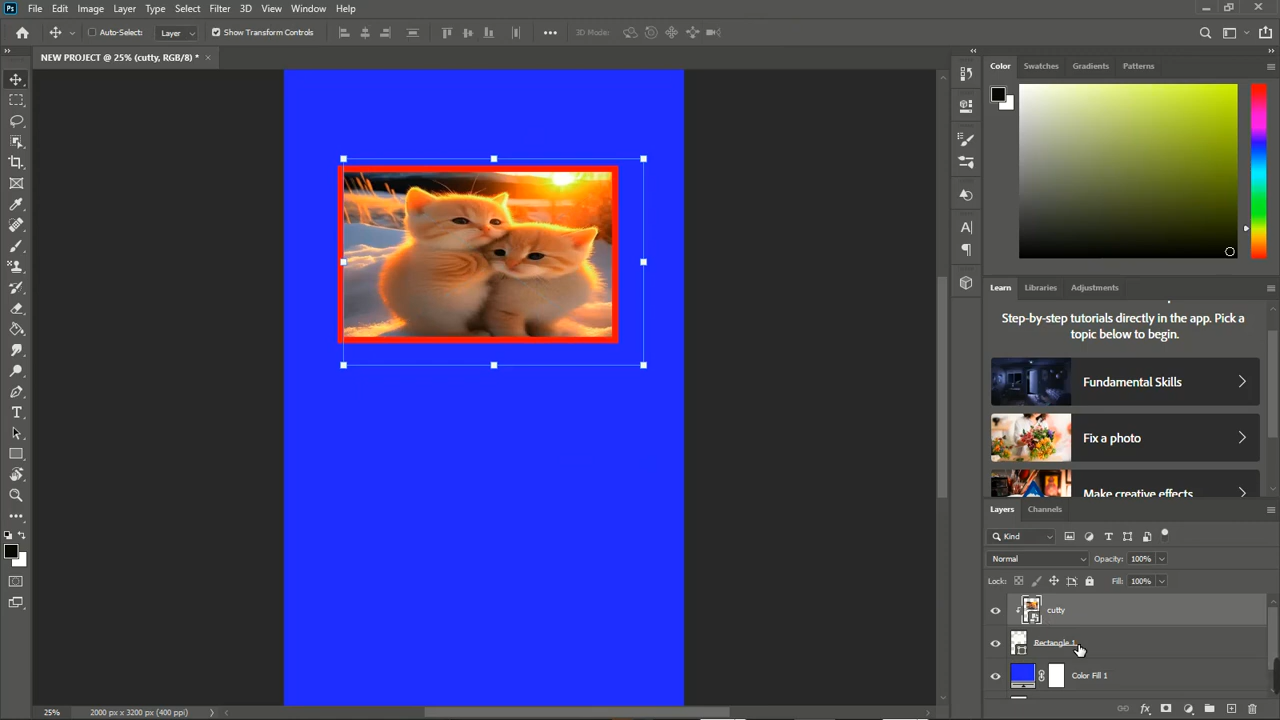 Ps File Edit Image Layer Type Select Filter 3D View Window Help
Auto-Select: Layer Show Transform Controls 3D Mode:
NEW PROJECT @ 25% (cutty, RGB/8) *
Color Swatches Gradients Patterns
Learn Libraries Adjustments
Step-by-step tutorials directly in the app. Pick a
topic below to begin.
Fundamental Skills
Fix a photo
Make creative effects
Layers Channels
Kind
Normal Opacity: 100%
Lock: Fill: 100%
cutty
Rectangle 1
Color Fill 1
25% 2000 px x 3200 px (400 ppi)